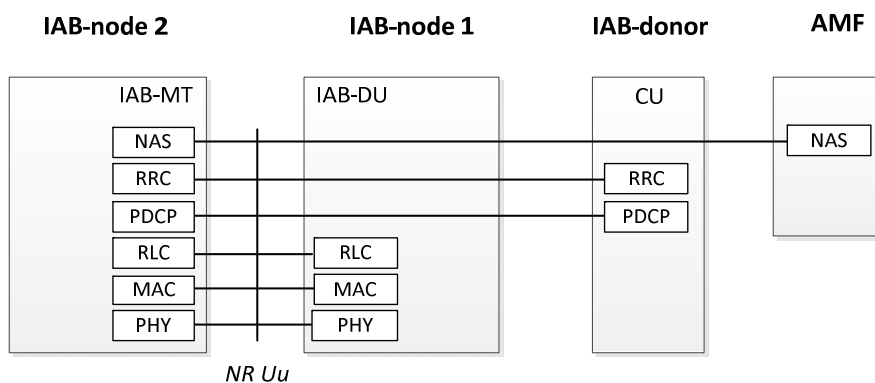 IAB-node 2 IAB-node 1 IAB-donor AMF
IAB-MT IAB-DU CU
NAS NAS
RRC RRC
PDCP PDCP
RLC RLC
MAC MAC
PHY PHY
NR Uu